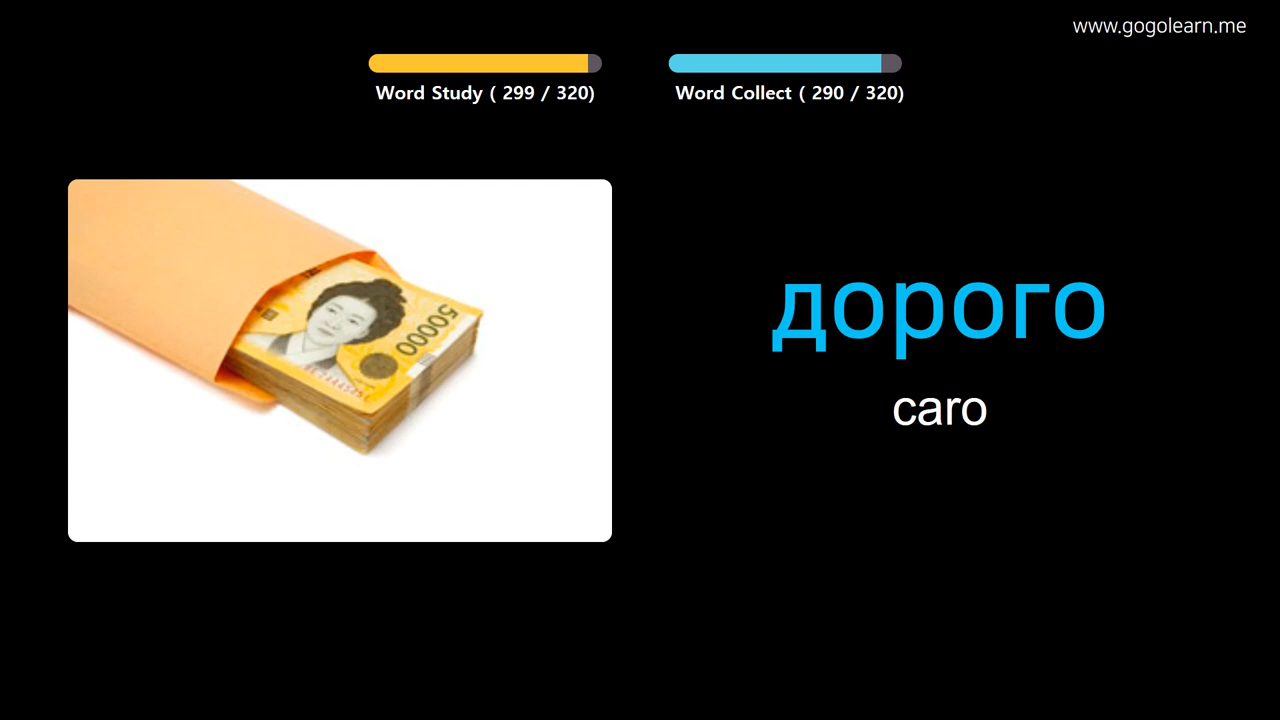 www.gogolearn.me
Word Study ( 299 / 320)
Word Collect ( 290 / 320)
50000
дорого
caro